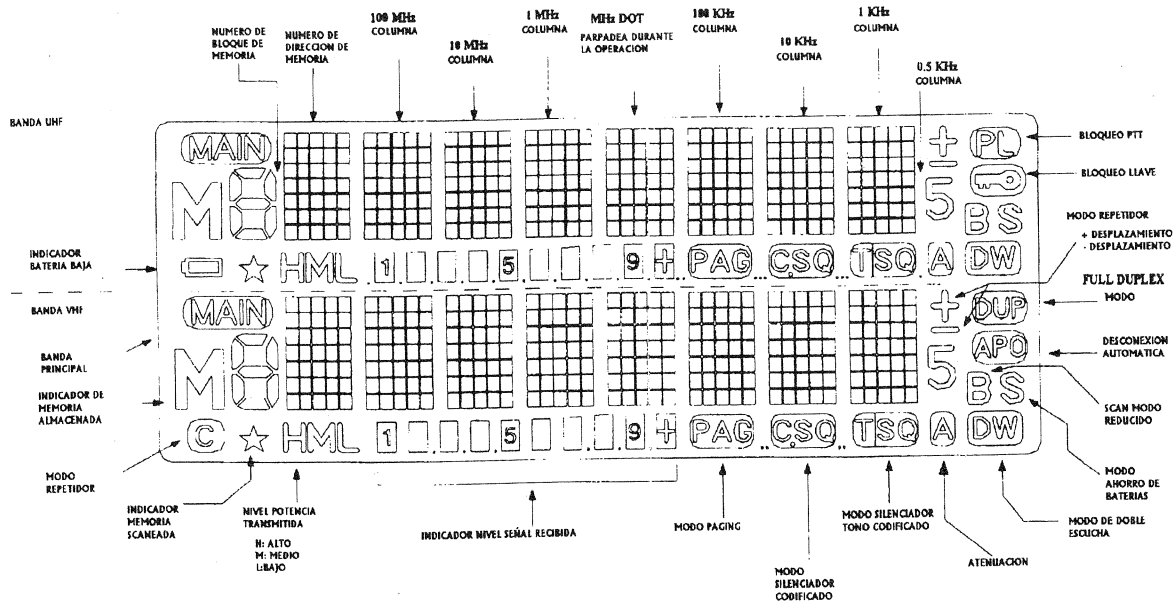 100 MHz
COLUMNA
1 MHz
COLUMNA
MHz DOT
PARPADEA DURANTE
LA OPERACION
100 KHz
COLUMNA
1 KHz
COLUMNA
NUMERO DE
BLOQUE DE
MEMORIA
NUMERO DE
DIRECCION DE
MEMORIA
10 MHz
COLUMNA
10 KHz
COLUMNA
0.5 KHz
COLUMNA
BANDA UHF
MAIN
+ PL
BLOQUEO PTT
M 8
-
5
BLOQUEO LLAVE
BS
MODO REPETIDOR
+ DESPLAZAMIENTO
- DESPLAZAMIENTO
INDICADOR
BATERIA BAJA
HML 1 . . . 5 . . . 9 + PAG CSQ TSQ A DW
FULL DUPLEX
MODO
BANDA VHF
MAIN
+ DUP
BANDA
PRINCIPAL
M 8
-
5
APO
DESCONEXION
AUTOMATICA
INDICADOR DE
MEMORIA
ALMACENADA
BS
SCAN MODO
REDUCIDO
C HML 1 . . . 5 . . . 9 + PAG CSQ TSQ A DW
MODO
REPETIDOR
MODO
AHORRO DE
BATERIAS
INDICADOR
MEMORIA
SCANEADA
NIVEL POTENCIA
TRANSMITIDA
H: ALTO
M: MEDIO
L:BAJO
INDICADOR NIVEL SEÑAL RECIBIDA
MODO PAGING
MODO
SILENCIADOR
CODIFICADO
MODO SILENCIADOR
TONO CODIFICADO
ATENUACION
MODO DE DOBLE
ESCUCHA